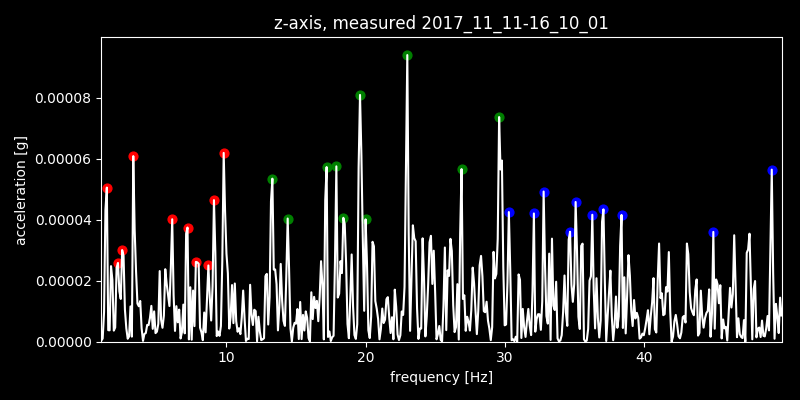 z-axis, measured 2017_11_11-16_10_01
acceleration [g]
0.00008
0.00006
0.00004
0.00002
0.00000
10 20 30 40
frequency [Hz]